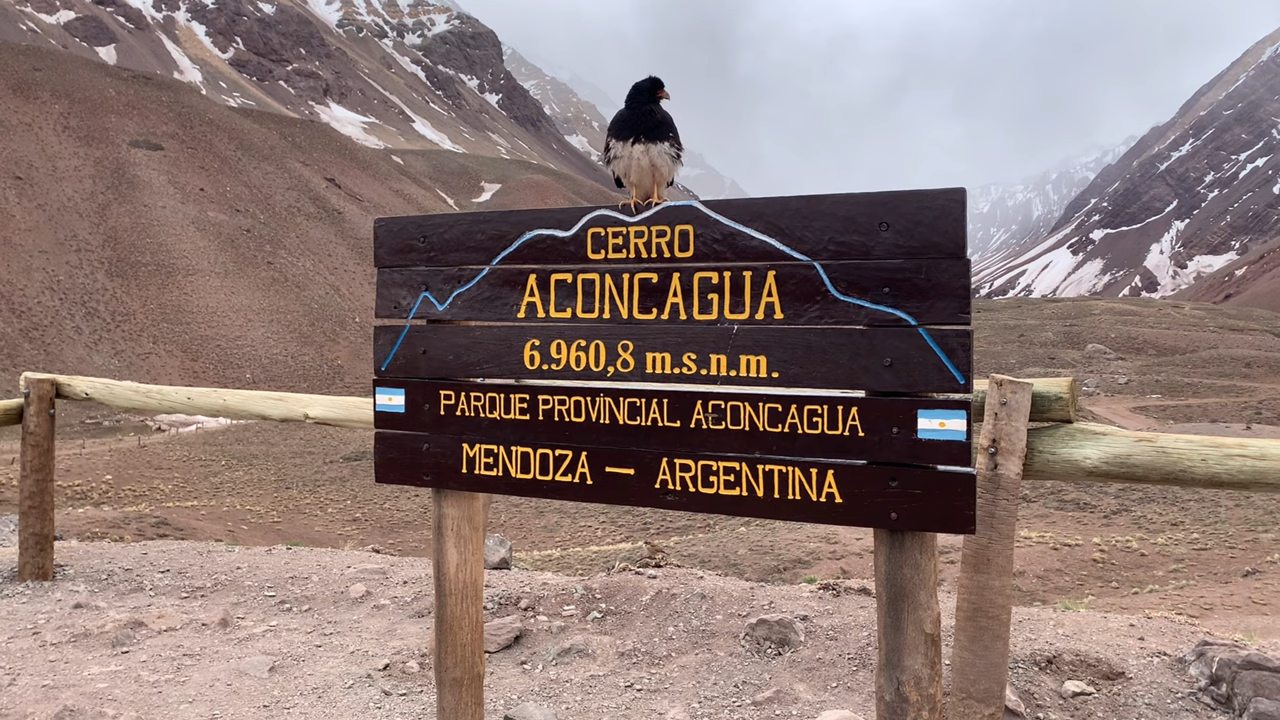 CERRO
ACONCAGUA
6.960,8 m.s.n.m.
PARQUE PROVINCIAL ACONCAGUA
MENDOZA — ARGENTINA